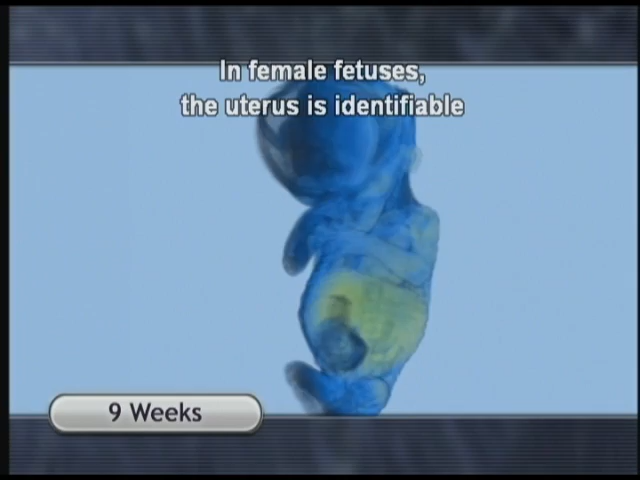 In female fetuses,
the uterus is identifiable
9 Weeks